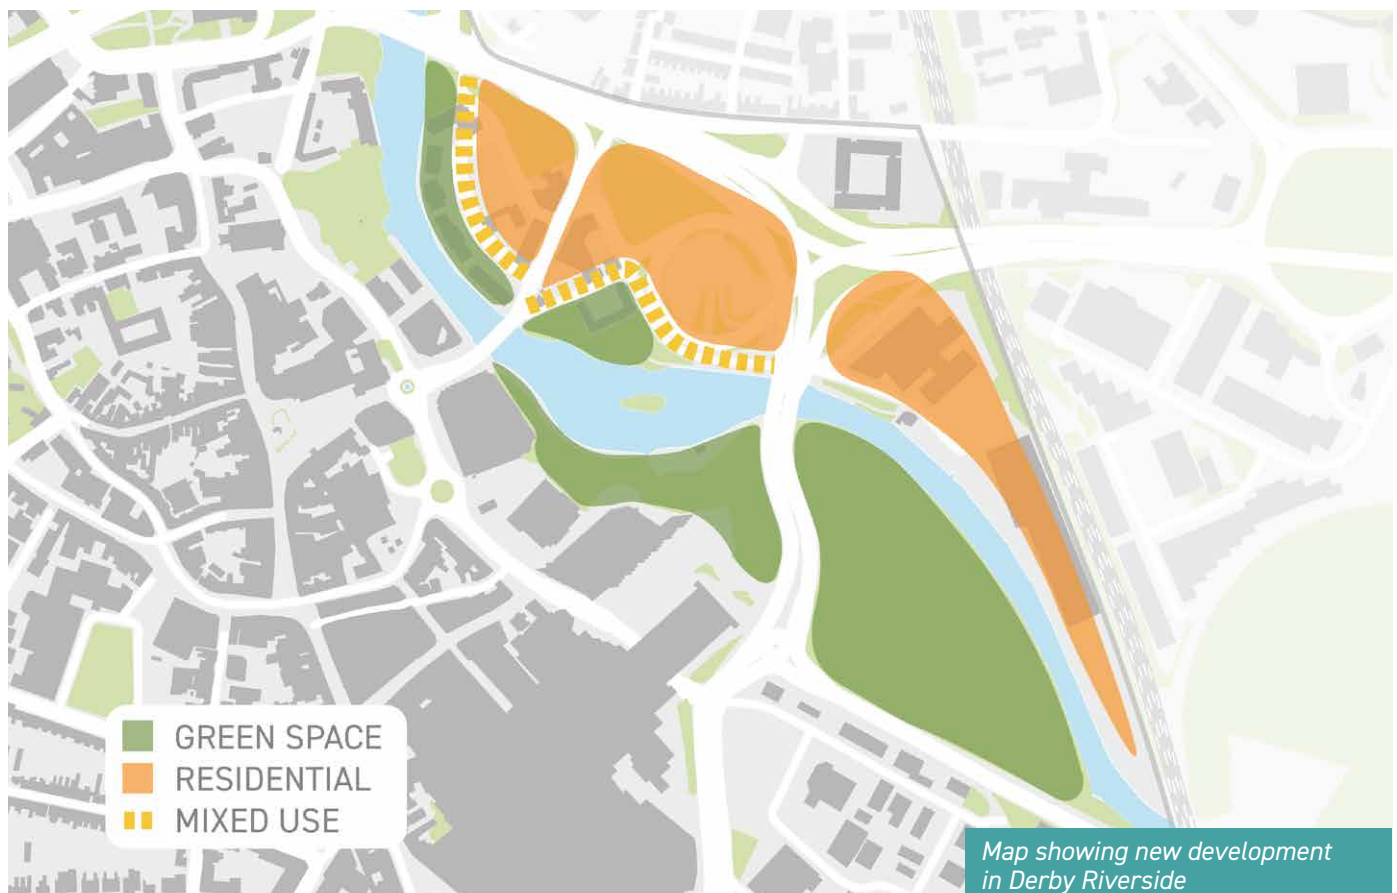 GREEN SPACE
RESIDENTIAL
MIXED USE
Map showing new development
in Derby Riverside